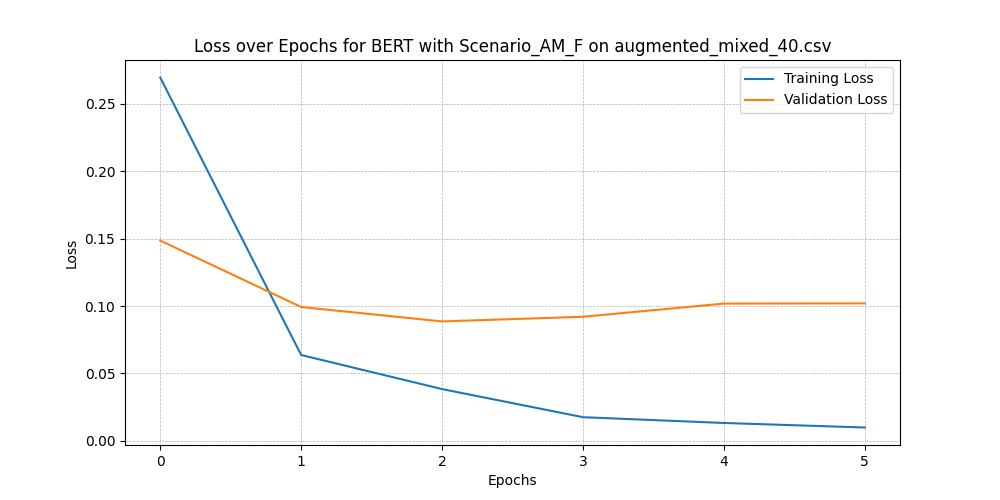 Loss over Epochs for BERT with Scenario_AM_F on augmented_mixed_40.csv
Training Loss
Validation Loss
0.25
0.20
0.15
0.10
0.05
0.00
Loss
0 1 2 3 4 5
Epochs